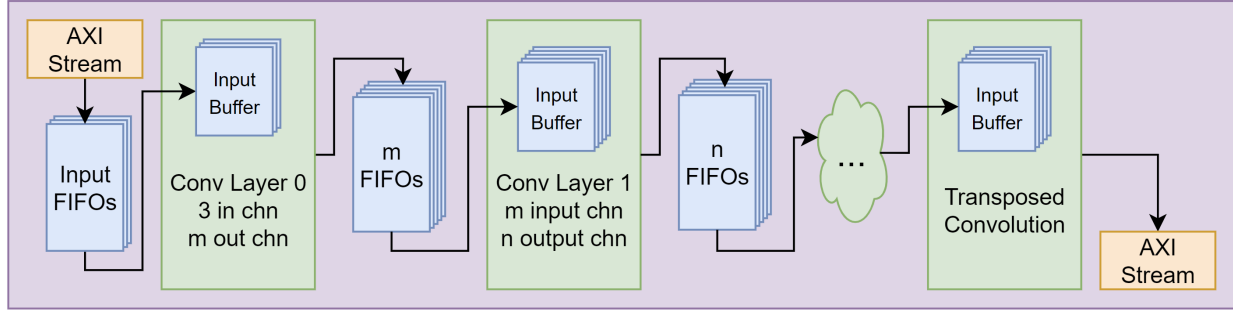 AXI
Stream
Input
FIFOs
Input
Buffer
Conv Layer 0
3 in chn
m out chn
m
FIFOs
Input
Buffer
Conv Layer 1
m input chn
n output chn
n
FIFOs
...
Input
Buffer
Transposed
Convolution
AXI
Stream